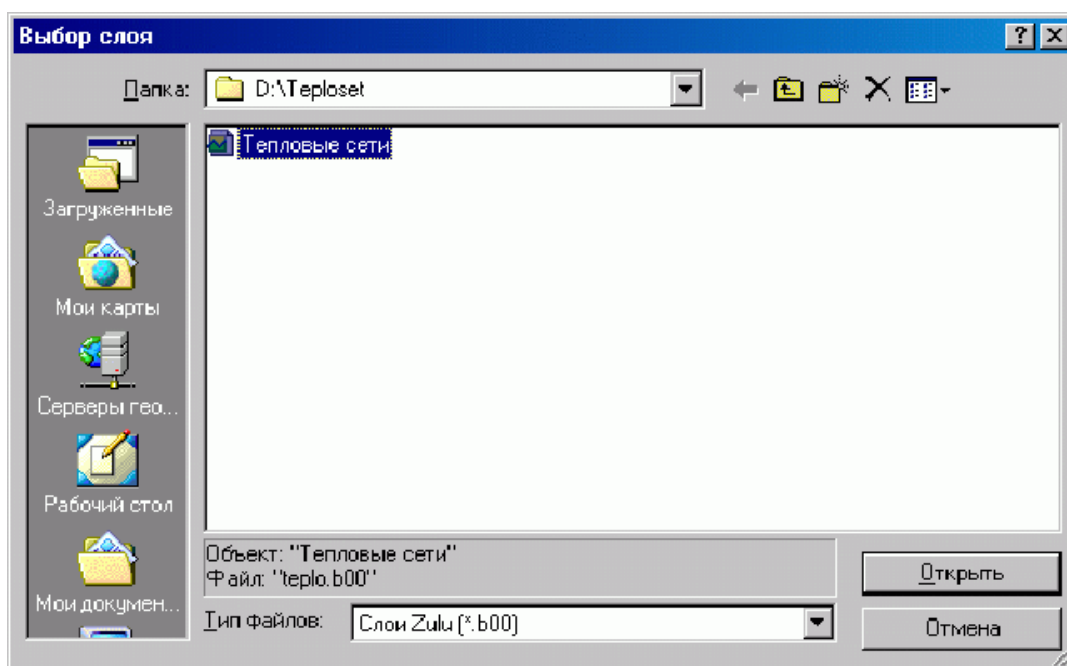 Выбор слоя
Папка: D:\Teploset
Тепловые сети
Загруженные
Мои карты
Серверы гео...
Рабочий стол
Мои докумен...
Объект: "Тепловые сети"
Файл: "teplo.b00"
Открыть
Тип файлов: Слои Zulu (*.b00)
Отмена